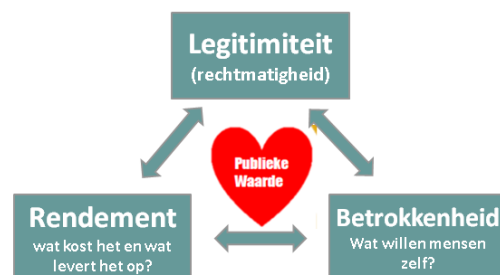 Legitimiteit
(rechtmatigheid)
Publieke
Waarde
Rendement
wat kost het en wat
levert het op?
Betrokkenheid
Wat willen mensen
zelf?